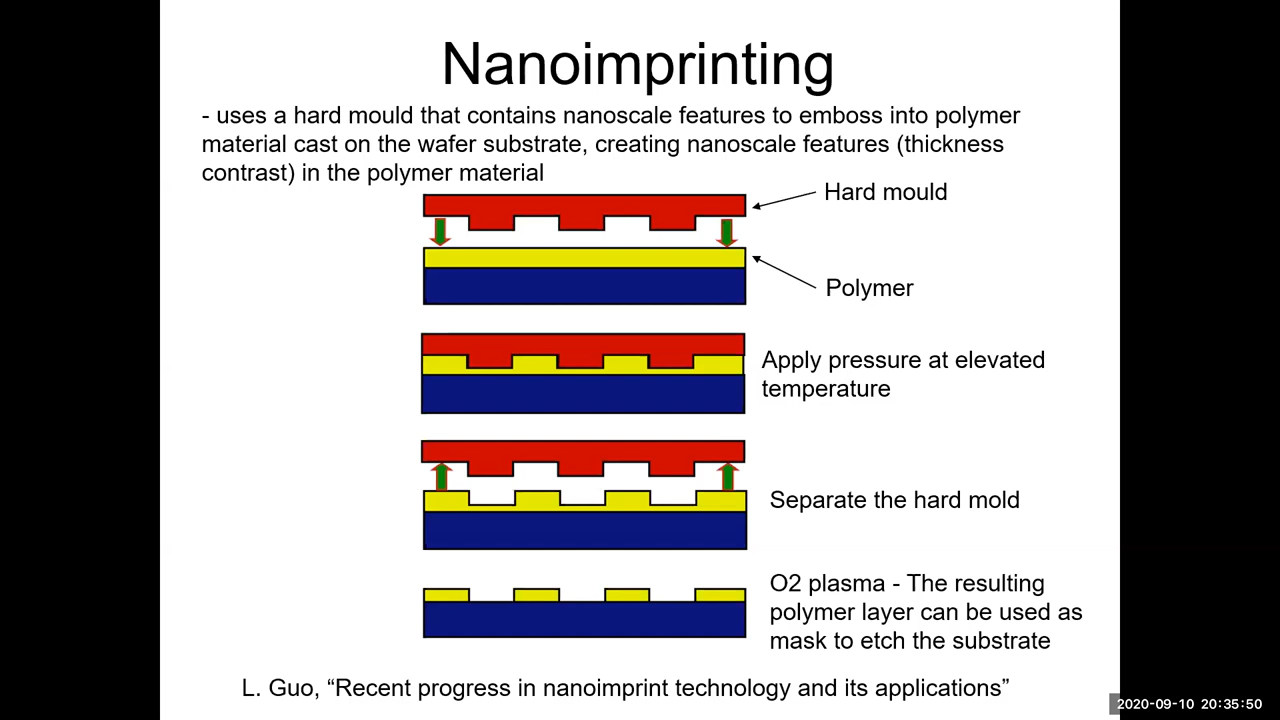 Nanoimprinting
- uses a hard mould that contains nanoscale features to emboss into polymer
material cast on the wafer substrate, creating nanoscale features (thickness
contrast) in the polymer material
Hard mould
Polymer
Apply pressure at elevated
temperature
Separate the hard mold
O2 plasma - The resulting
polymer layer can be used as
mask to etch the substrate
L. Guo, “Recent progress in nanoimprint technology and its applications”
2020-09-10 20:35:50